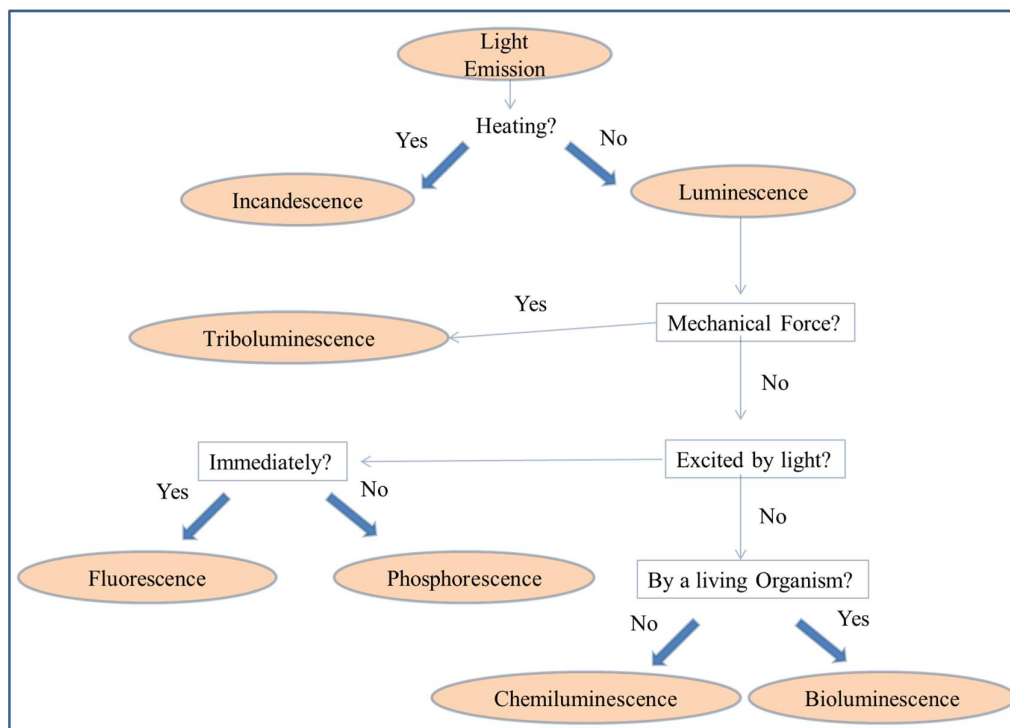 Light
Emission
Heating?
Yes
No
Incandescence
Luminescence
Yes
Triboluminescence
Mechanical Force?
No
Immediately?
Excited by light?
Yes
No
No
Fluorescence
Phosphorescence
By a living Organism?
No
Yes
Chemiluminescence
Bioluminescence